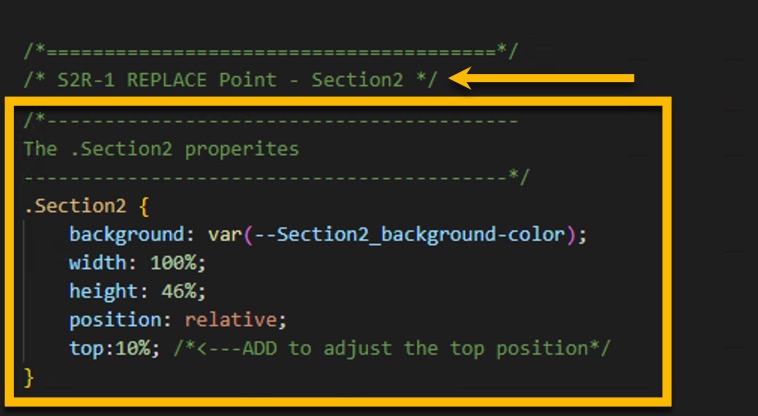 /*=======================================*/
/* S2R-1 REPLACE Point - Section2 */
/*-----------------------------------------
The .Section2 properites
------------------------------------------*/
.Section2 {
    background: var(--Section2_background-color);
    width: 100%;
    height: 46%;
    position: relative;
    top:10%; /*<---ADD to adjust the top position*/
}